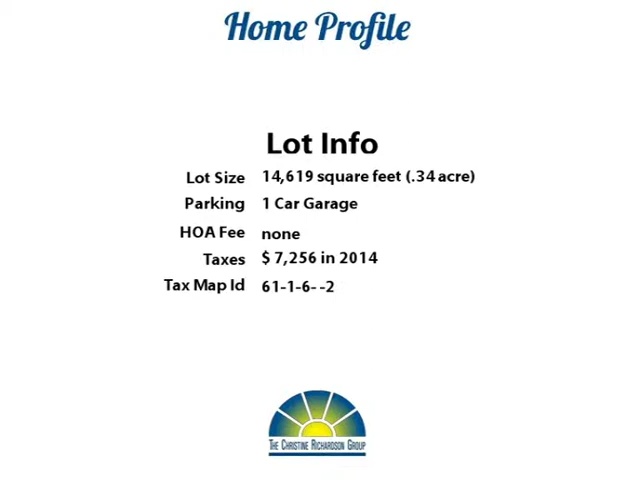 Home Profile
Lot Info
Lot Size 14,619 square feet (.34 acre)
Parking 1 Car Garage
HOA Fee none
Taxes $ 7,256 in 2014
Tax Map Id 61-1-6- -2
The Christine Richardson Group